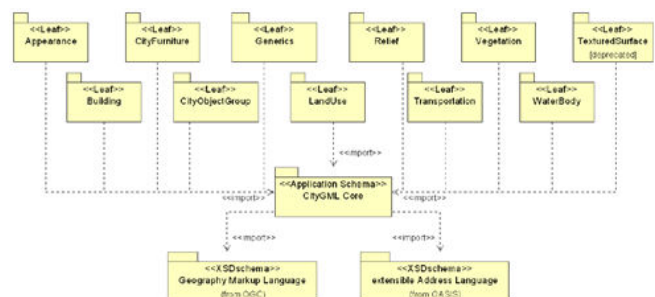 <<Leaf>> <<Leaf>> <<Leaf>> <<Leaf>> <<Leaf>> <<Leaf>>
Appearance CityFurniture Generics Relief Vegetation TexturedSurface
[deprecated]
<<Leaf>> <<Leaf>> <<Leaf>> <<Leaf>> <<Leaf>>
Building CityObjectGroup LandUse Transportation WaterBody
<<import>>
<<Application Schema>>
CityGML Core
<<import>> <<import>>
<<import>> <<import>>
<<XSDschema>> <<XSDschema>>
Geography Markup Language extensible Address Language
(from OGC) (from OASIS)